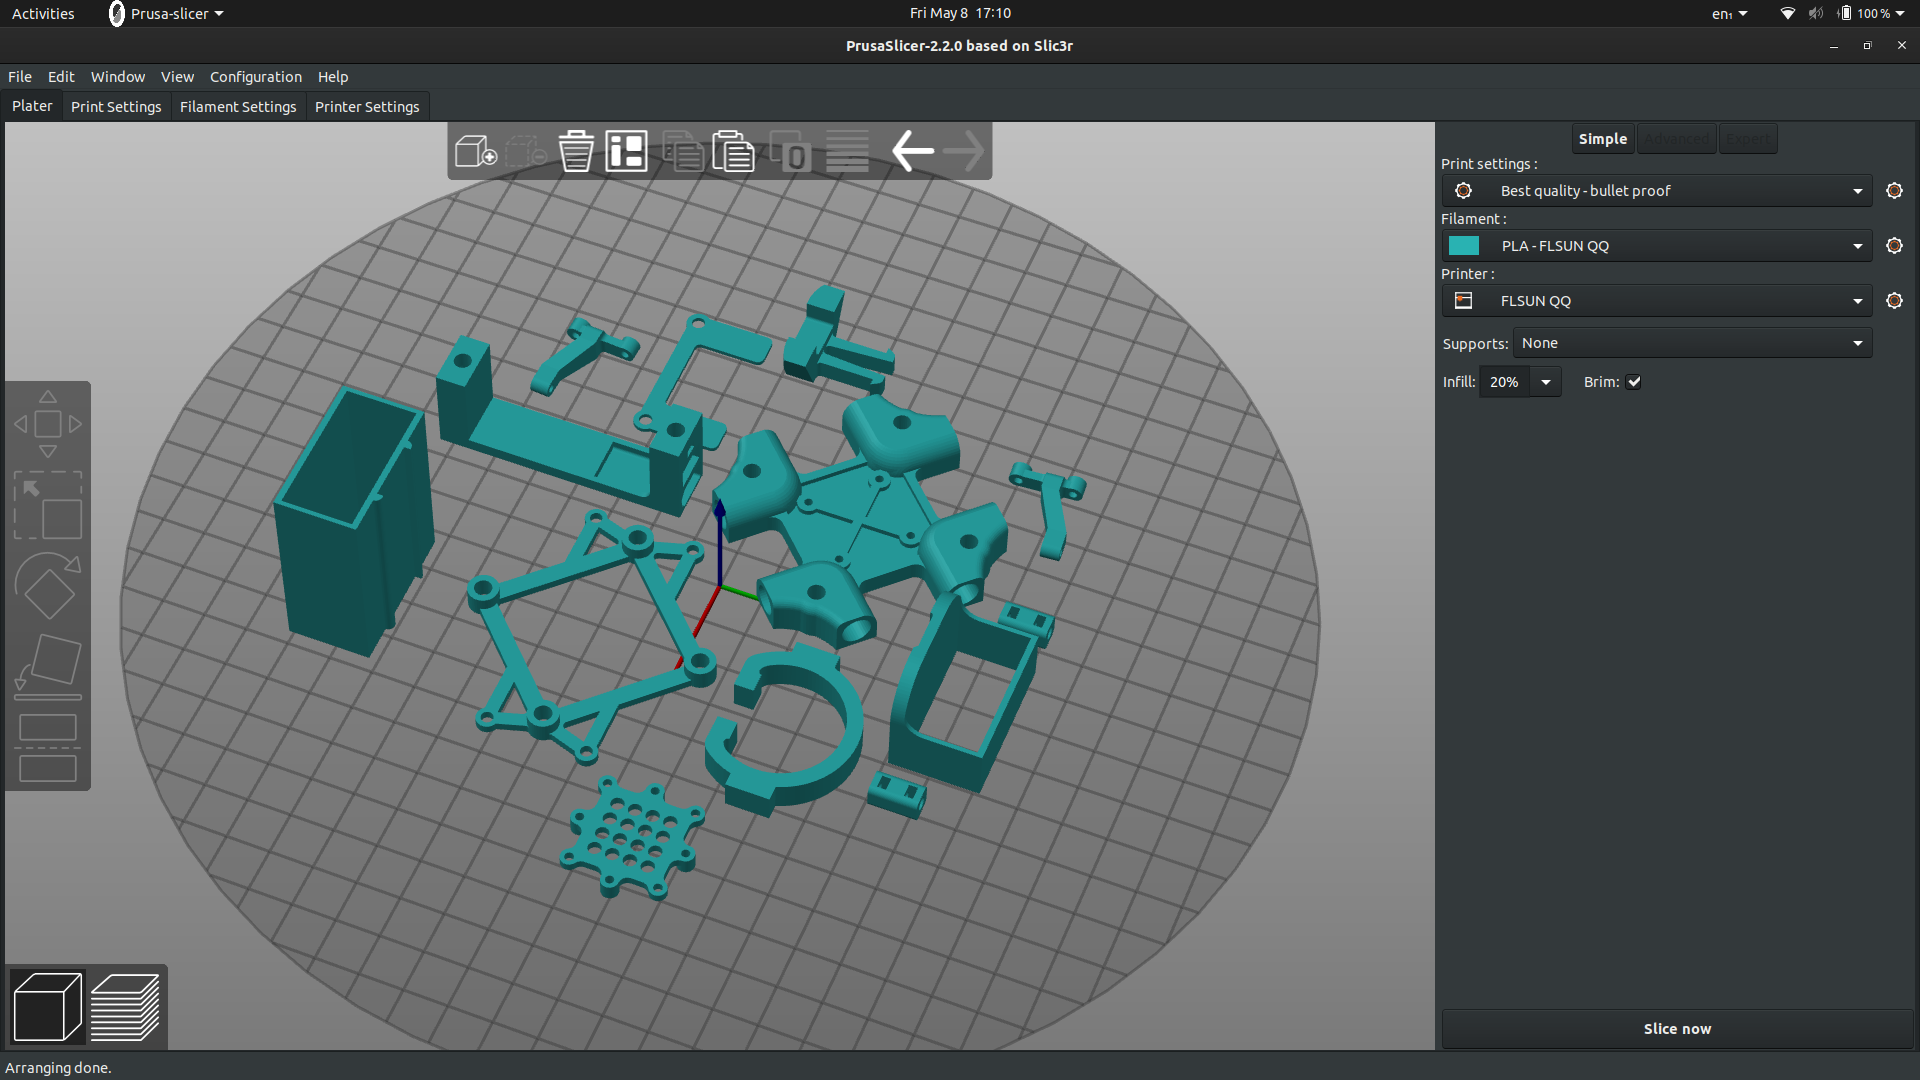 Activities Prusa-slicer Fri May 8 17:10 en₁ 100 %
PrusaSlicer-2.2.0 based on Slic3r
File Edit Window View Configuration Help
Plater Print Settings Filament Settings Printer Settings
Simple Advanced Expert
Print settings :
Best quality - bullet proof
Filament :
PLA - FLSUN QQ
Printer :
FLSUN QQ
Supports: None
Infill: 20% Brim:
Slice now
Arranging done.